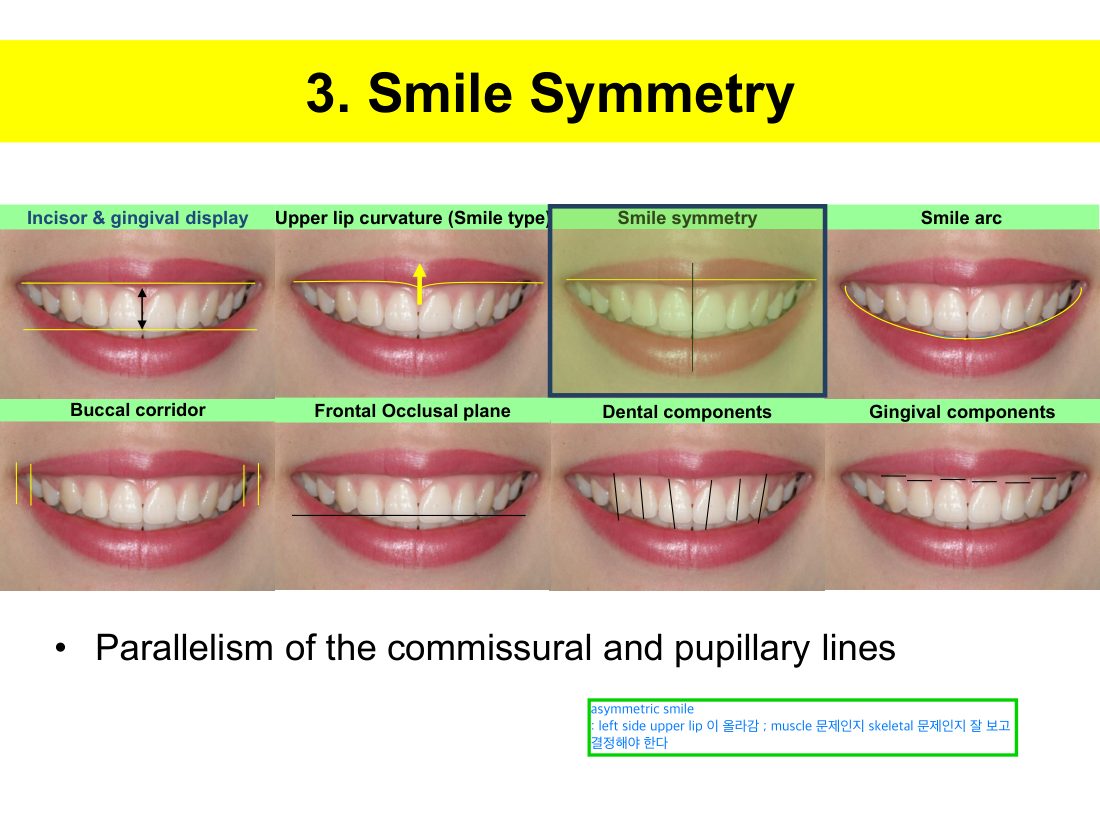 3. Smile Symmetry
Incisor & gingival display
Upper lip curvature (Smile type)
Smile symmetry
Smile arc
Buccal corridor
Frontal Occlusal plane
Dental components
Gingival components
• Parallelism of the commissural and pupillary lines
asymmetric smile
: left side upper lip 이 올라감 ; muscle 문제인지 skeletal 문제인지 잘 보고
결정해야 한다